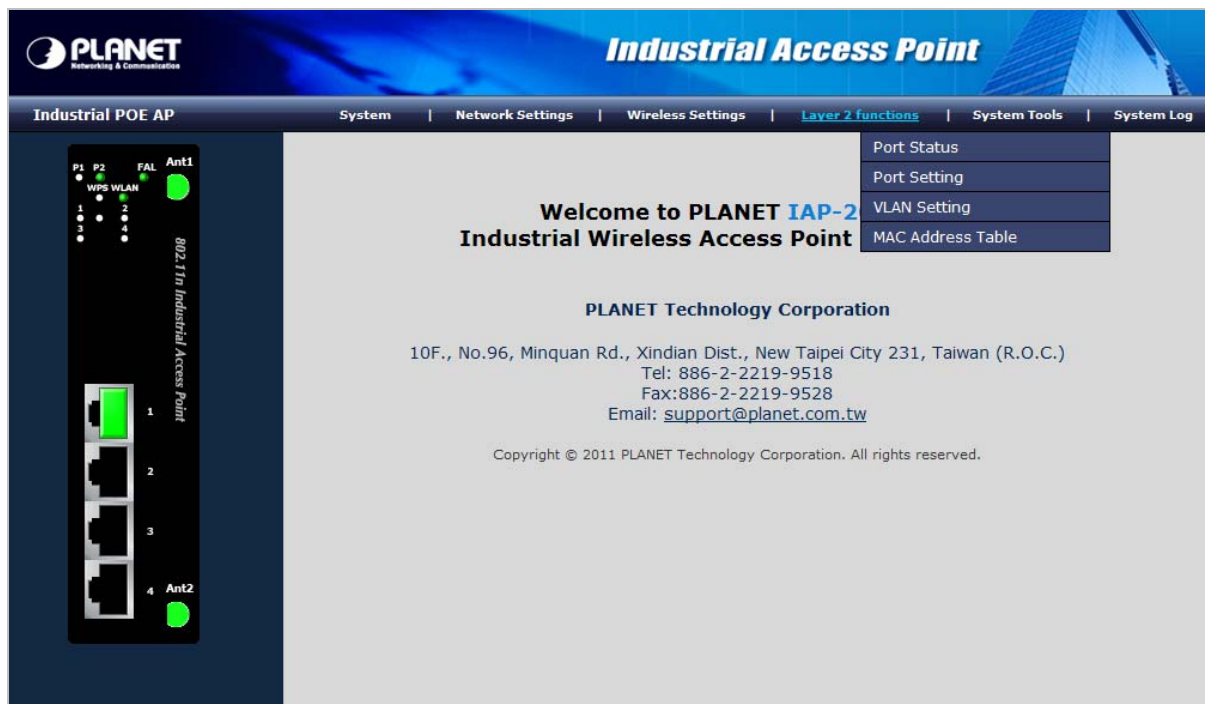 PLANET
Networking & Communication
Industrial Access Point
Industrial POE AP
System | Network Settings | Wireless Settings | Layer 2 functions | System Tools | System Log
Port Status
Port Setting
VLAN Setting
MAC Address Table
P1 P2 FAL Ant1
WPS WLAN
1 2
3 4
802.11n Industrial Access Point
1
2
3
4 Ant2
Welcome to PLANET IAP-2
Industrial Wireless Access Point
PLANET Technology Corporation
10F., No.96, Minquan Rd., Xindian Dist., New Taipei City 231, Taiwan (R.O.C.)
Tel: 886-2-2219-9518
Fax:886-2-2219-9528
Email: support@planet.com.tw
Copyright © 2011 PLANET Technology Corporation. All rights reserved.